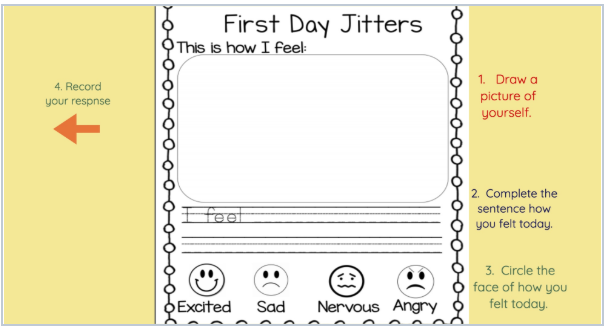 First Day Jitters
This is how I feel:
I feel
Excited Sad Nervous Angry
1. Draw a
picture of
yourself.
2. Complete the
sentence how
you felt today.
3. Circle the
face of how you
felt today.
4. Record
your respnse